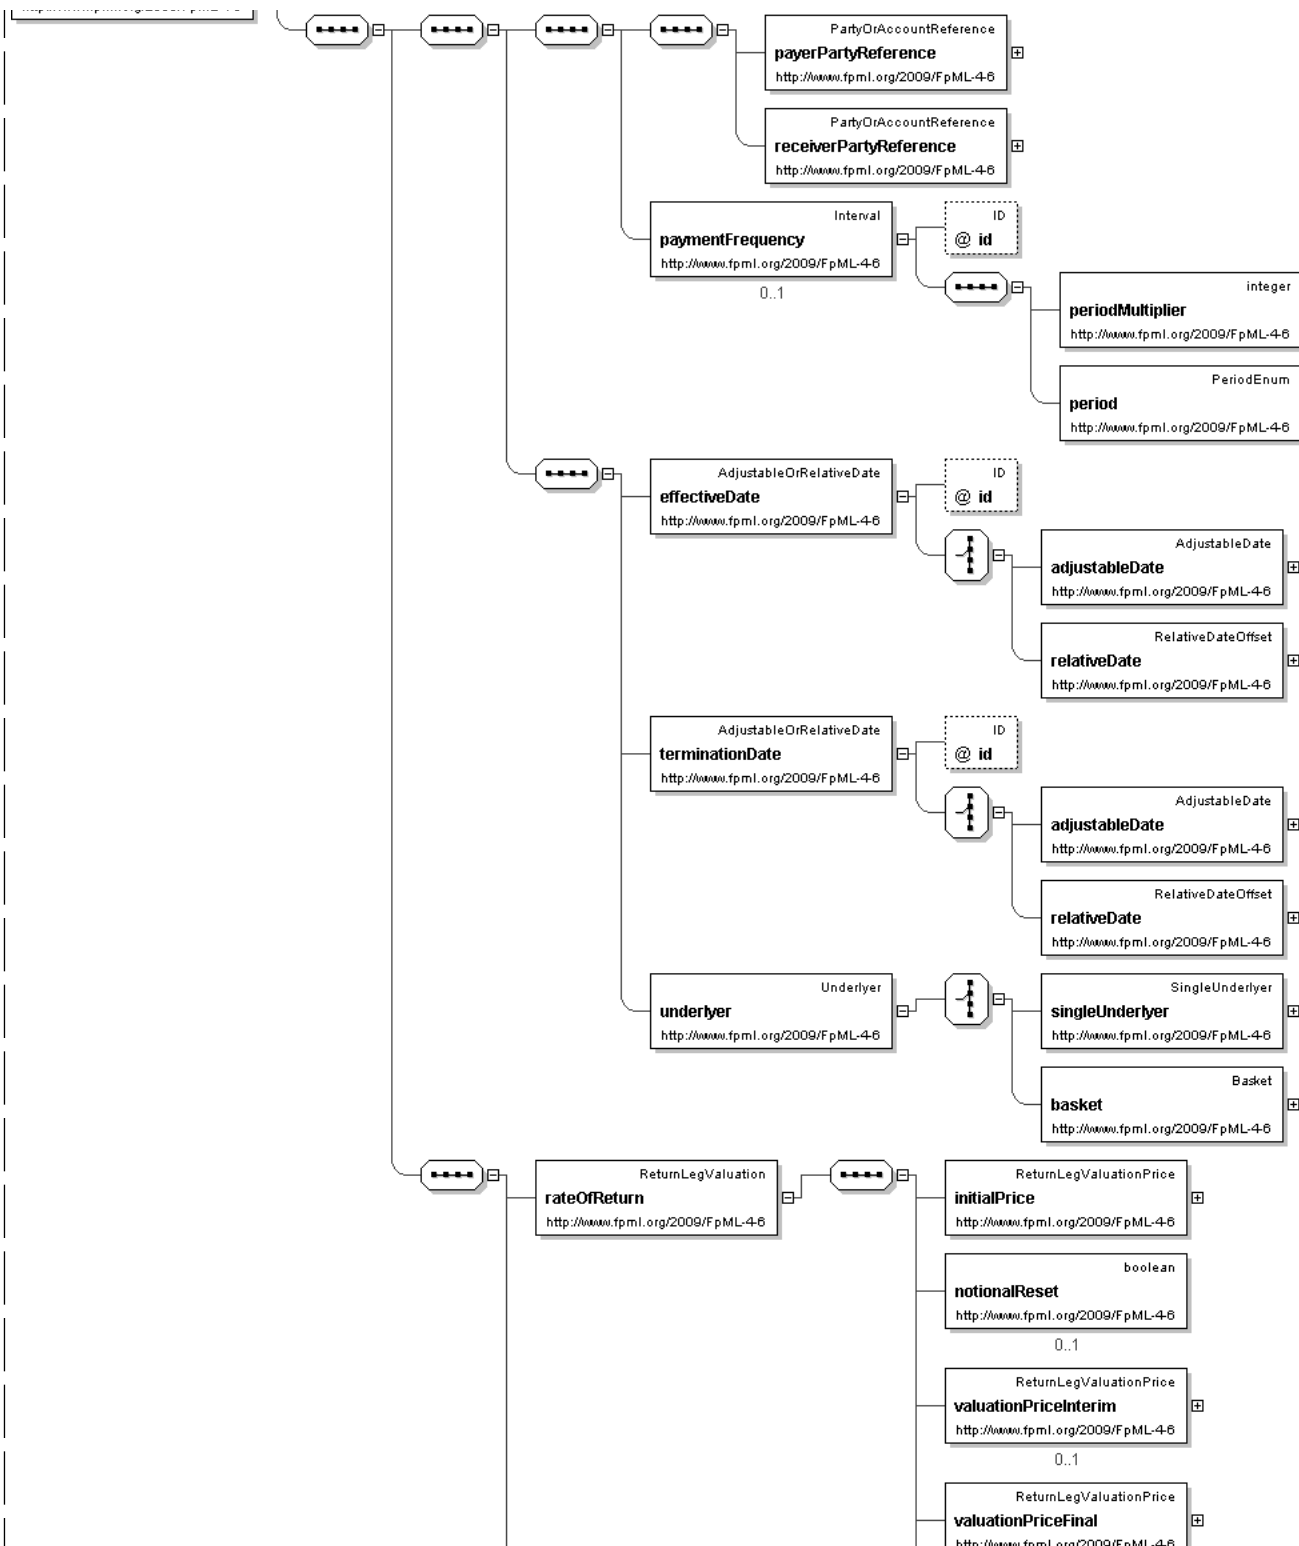 PartyOrAccountReference
payerPartyReference
http://www.fpml.org/2009/FpML-4-6
PartyOrAccountReference
receiverPartyReference
http://www.fpml.org/2009/FpML-4-6
Interval
paymentFrequency
http://www.fpml.org/2009/FpML-4-6
0..1
ID
@ id
integer
periodMultiplier
http://www.fpml.org/2009/FpML-4-6
PeriodEnum
period
http://www.fpml.org/2009/FpML-4-6
AdjustableOrRelativeDate
effectiveDate
http://www.fpml.org/2009/FpML-4-6
ID
@ id
AdjustableDate
adjustableDate
http://www.fpml.org/2009/FpML-4-6
RelativeDateOffset
relativeDate
http://www.fpml.org/2009/FpML-4-6
AdjustableOrRelativeDate
terminationDate
http://www.fpml.org/2009/FpML-4-6
ID
@ id
AdjustableDate
adjustableDate
http://www.fpml.org/2009/FpML-4-6
RelativeDateOffset
relativeDate
http://www.fpml.org/2009/FpML-4-6
Underlyer
underlyer
http://www.fpml.org/2009/FpML-4-6
SingleUnderlyer
singleUnderlyer
http://www.fpml.org/2009/FpML-4-6
Basket
basket
http://www.fpml.org/2009/FpML-4-6
ReturnLegValuation
rateOfReturn
http://www.fpml.org/2009/FpML-4-6
ReturnLegValuationPrice
initialPrice
http://www.fpml.org/2009/FpML-4-6
boolean
notionalReset
http://www.fpml.org/2009/FpML-4-6
0..1
ReturnLegValuationPrice
valuationPriceInterim
http://www.fpml.org/2009/FpML-4-6
0..1
ReturnLegValuationPrice
valuationPriceFinal
http://www.fpml.org/2009/FpML-4-6